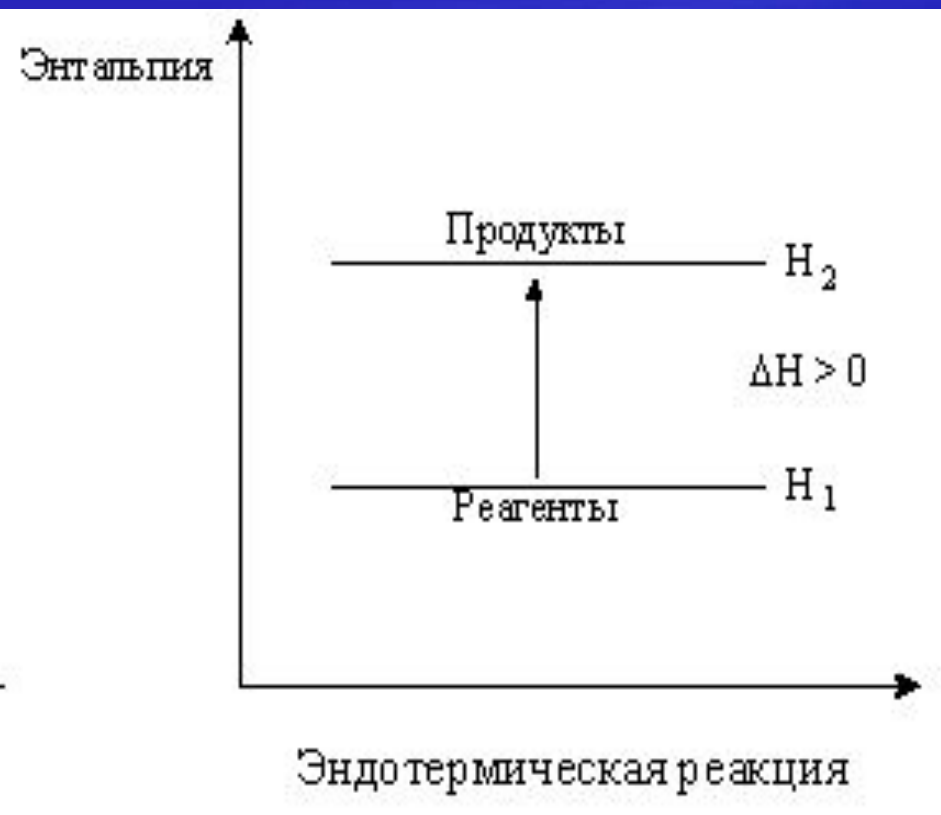 Энтальпия
Продукты
H₂
ΔH > 0
H₁
Реагенты
Эндотермическая реакция